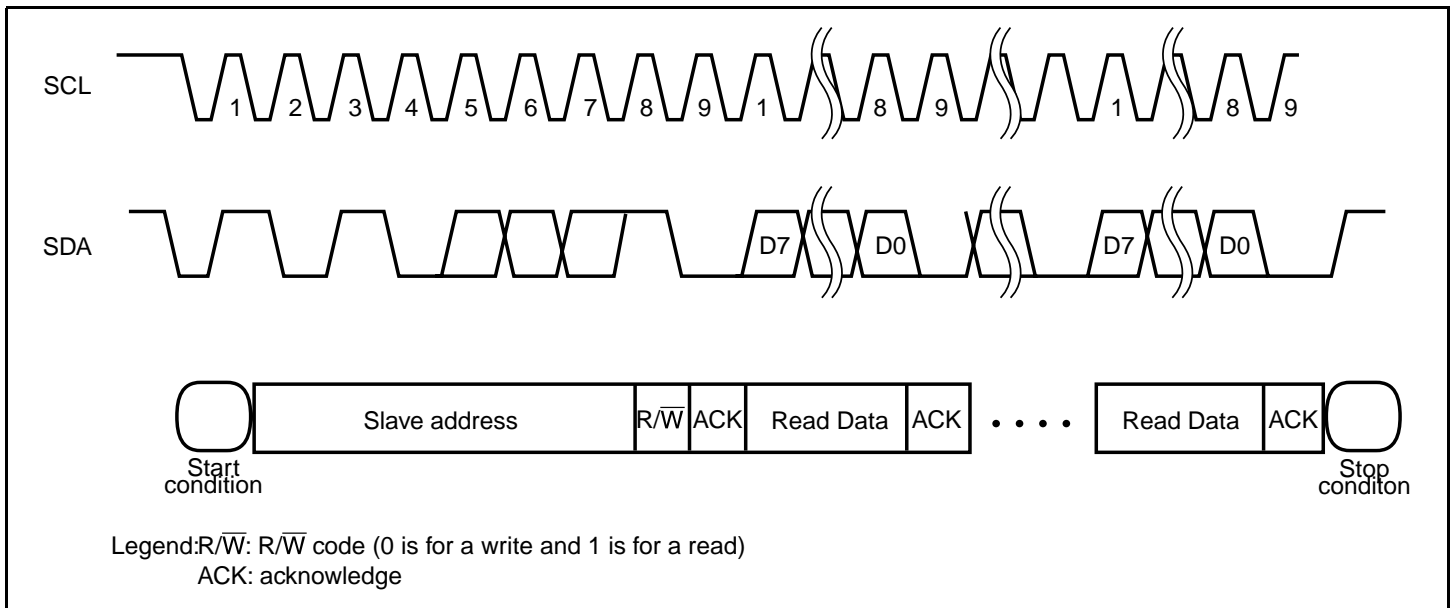 SCL
1 2 3 4 5 6 7 8 9 1 8 9 1 8 9
SDA
D7 D0 D7 D0
Slave address R/W̅ ACK Read Data ACK • • • • Read Data ACK
Start
condition
Stop
conditon
Legend:R/W̅: R/W̅ code (0 is for a write and 1 is for a read)
ACK: acknowledge